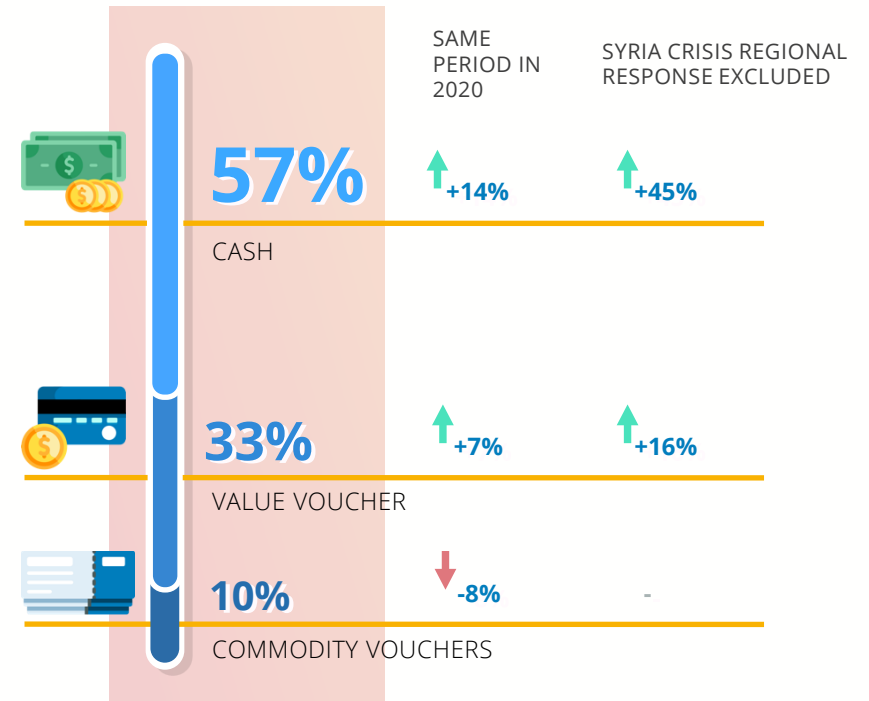 SAME
PERIOD IN
2020
SYRIA CRISIS REGIONAL
RESPONSE EXCLUDED
57%
+14%
+45%
CASH
33%
+7%
+16%
VALUE VOUCHER
10%
-8%
-
COMMODITY VOUCHERS